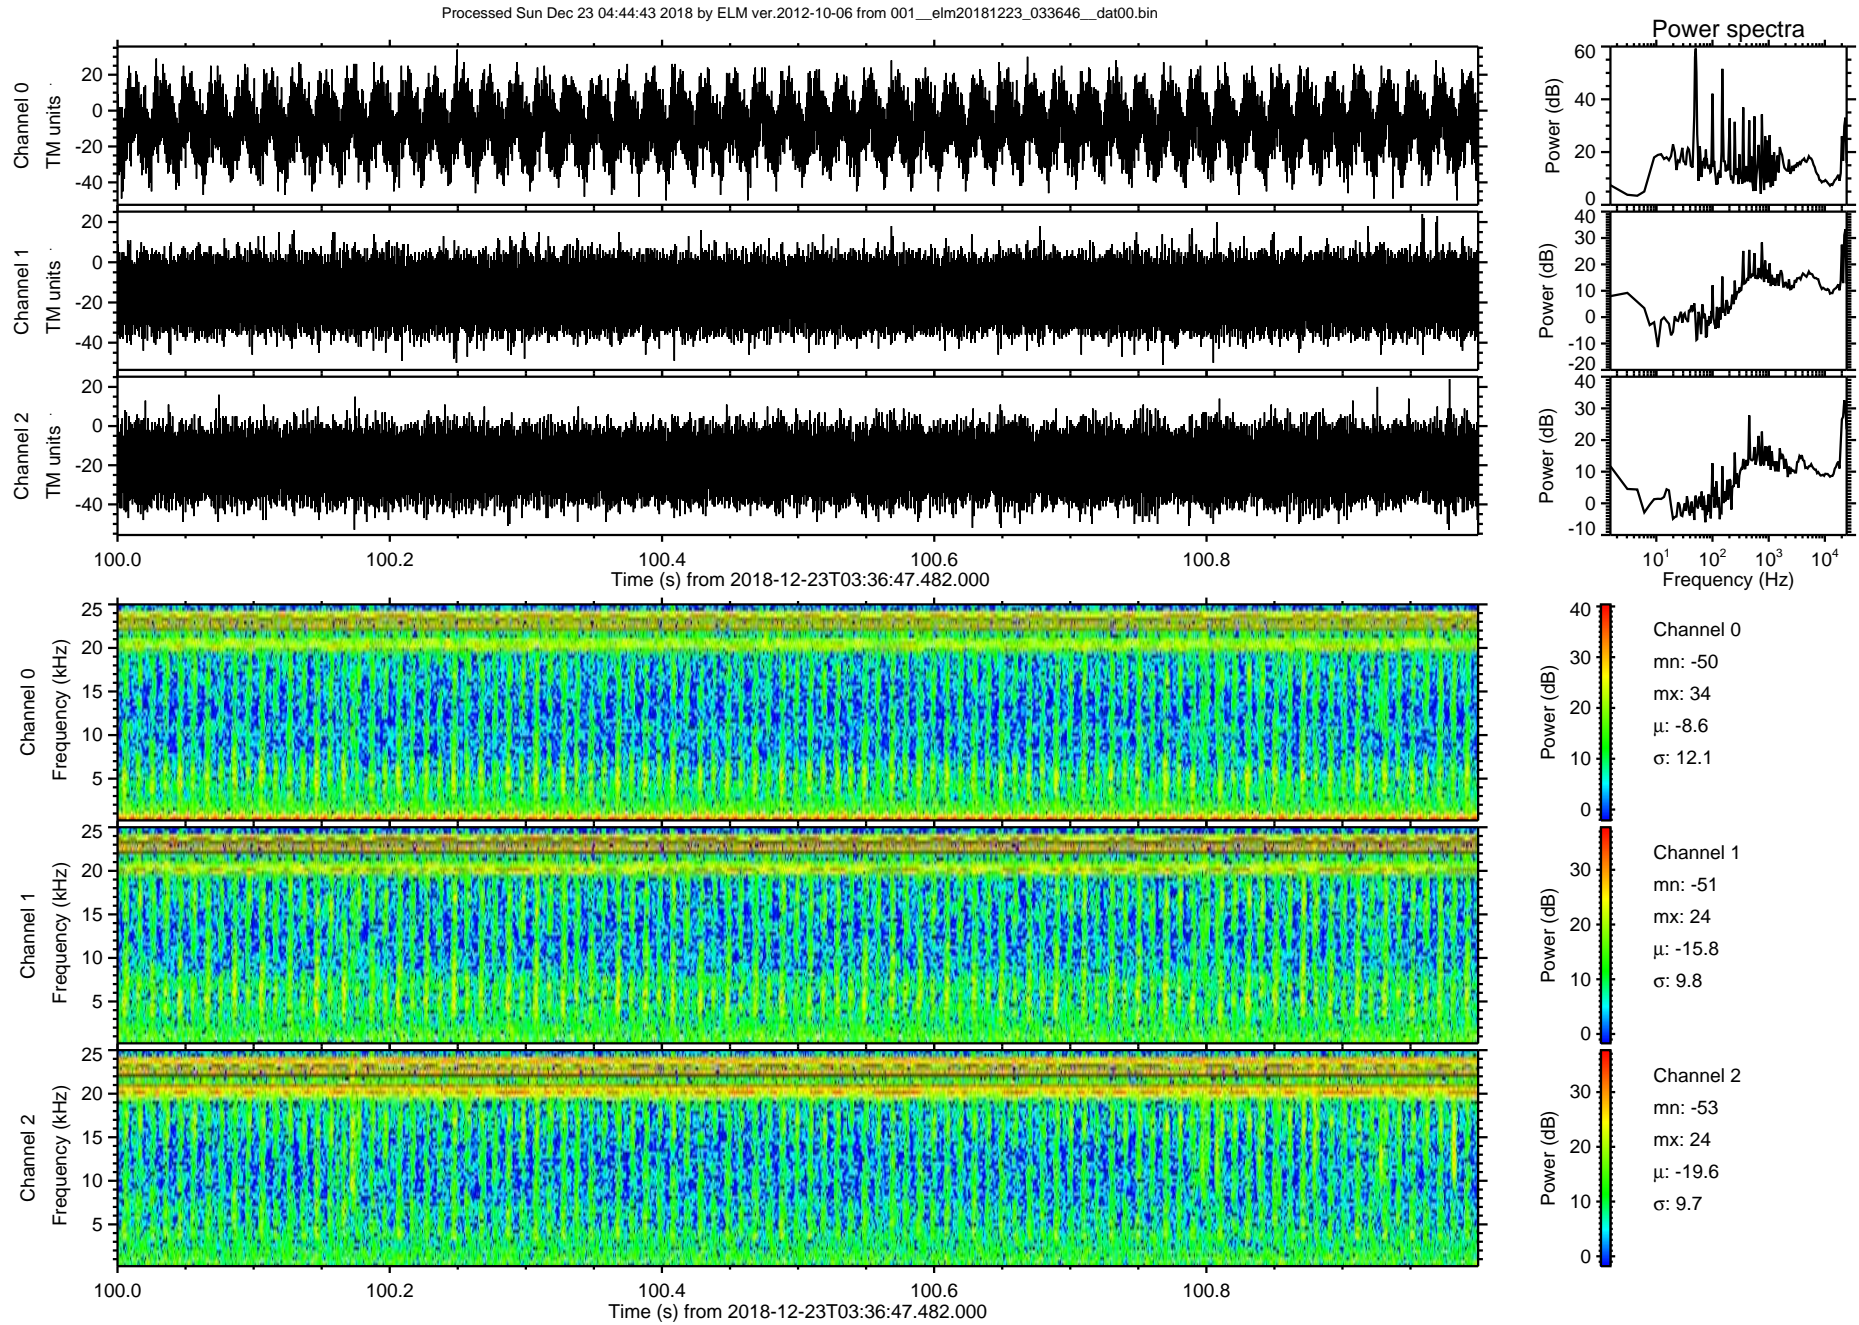 Processed Sun Dec 23 04:44:43 2018 by ELM ver.2012-10-06 from 001__elm20181223_033646__dat00.bin
Power spectra
Channel 0
TM units
20
0
-20
-40
Power (dB)
60
40
20
0
Channel 1
TM units
20
0
-20
-40
Power (dB)
40
30
20
10
0
-10
-20
Channel 2
TM units
20
0
-20
-40
Power (dB)
40
30
20
10
0
-10
100.0 100.2 100.4 100.6 100.8
Time (s) from 2018-12-23T03:36:47.482.000
10¹ 10² 10³ 10⁴
Frequency (Hz)
Channel 0
Frequency (kHz)
25
20
15
10
5
Power (dB)
40
30
20
10
0
Channel 0
mn: -50
mx: 34
μ: -8.6
σ: 12.1
Channel 1
Frequency (kHz)
25
20
15
10
5
Power (dB)
30
20
10
0
Channel 1
mn: -51
mx: 24
μ: -15.8
σ: 9.8
Channel 2
Frequency (kHz)
25
20
15
10
5
Power (dB)
30
20
10
0
Channel 2
mn: -53
mx: 24
μ: -19.6
σ: 9.7
100.0 100.2 100.4 100.6 100.8
Time (s) from 2018-12-23T03:36:47.482.000